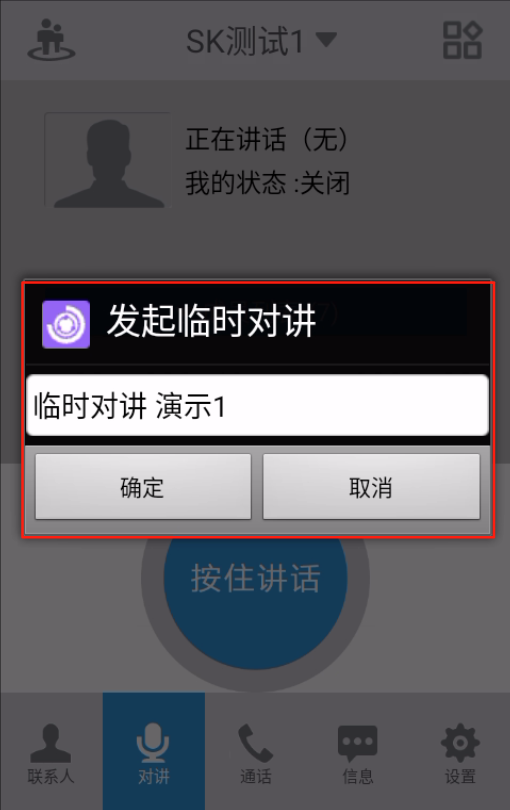 SK测试1
正在讲话（无）
我的状态 :关闭
发起临时对讲
临时对讲 演示1
确定
取消
按住讲话
联系人
对讲
通话
信息
设置